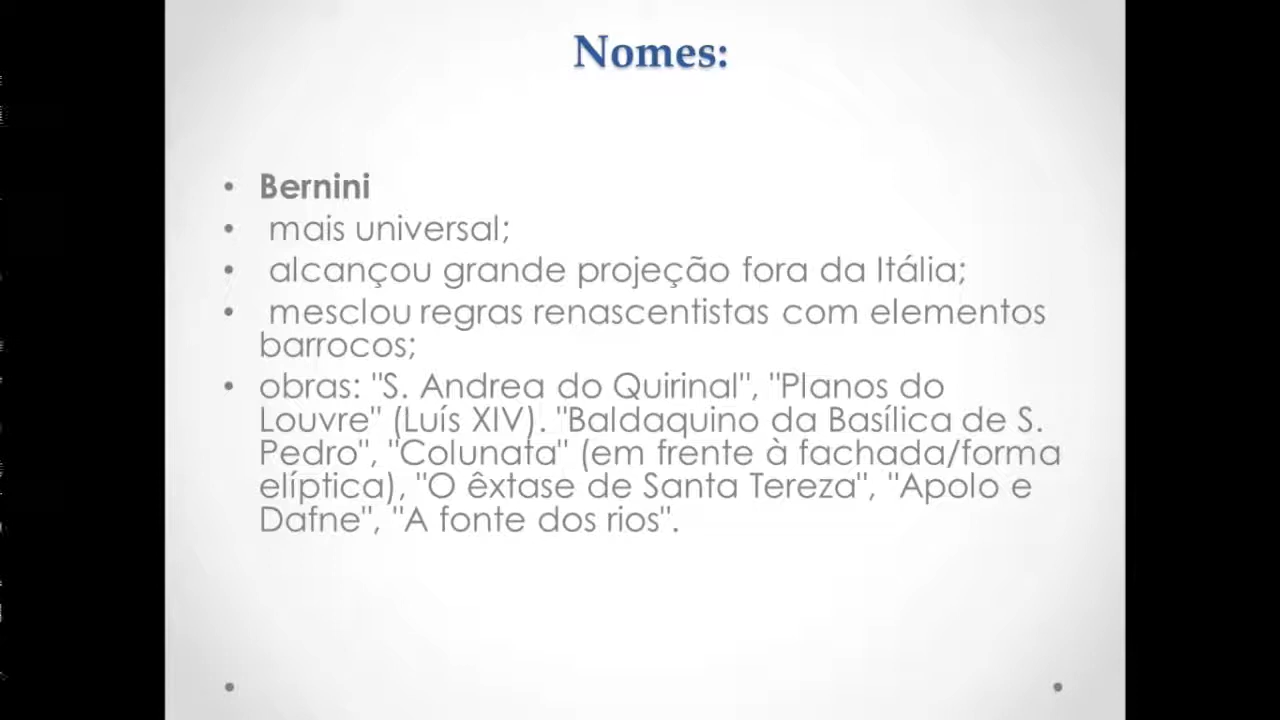 Nomes:
• Bernini
• mais universal;
• alcançou grande projeção fora da Itália;
• mesclou regras renascentistas com elementos
barrocos;
• obras: "S. Andrea do Quirinal", "Planos do
Louvre" (Luís XIV). "Baldaquino da Basílica de S.
Pedro", "Colunata" (em frente à fachada/forma
elíptica), "O êxtase de Santa Tereza", "Apolo e
Dafne", "A fonte dos rios".